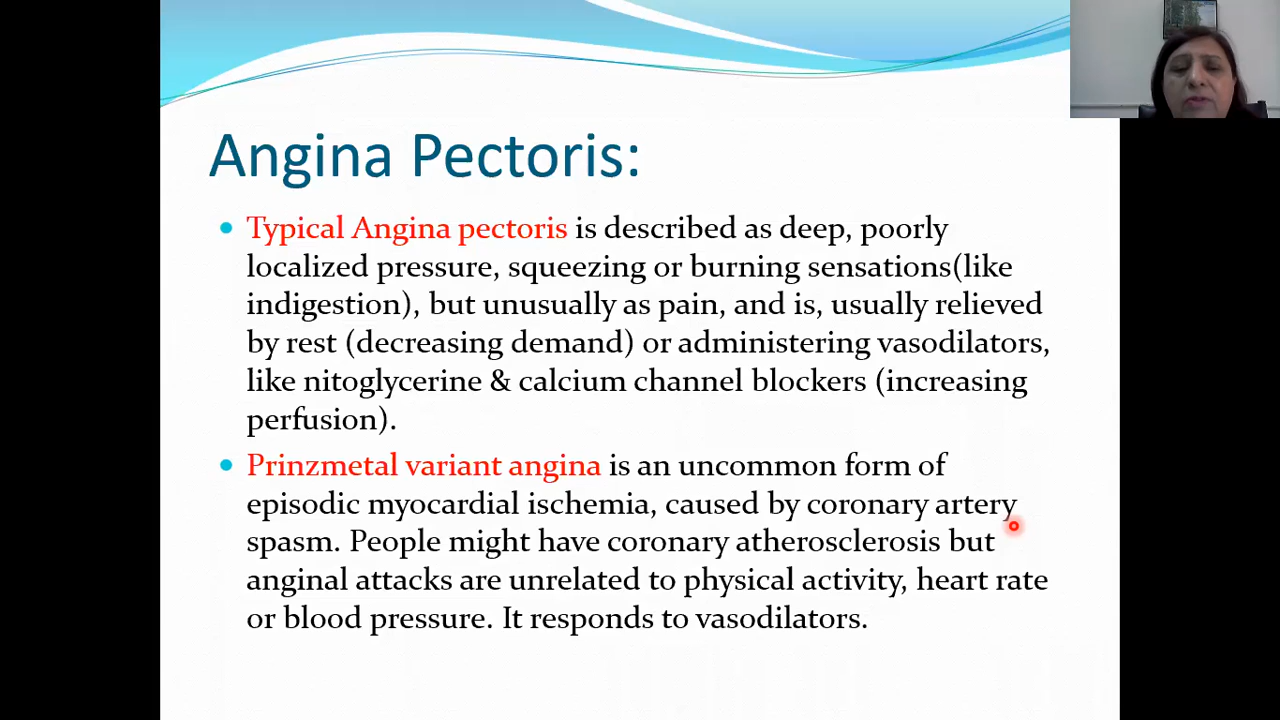 Angina Pectoris:
Typical Angina pectoris is described as deep, poorly
localized pressure, squeezing or burning sensations(like
indigestion), but unusually as pain, and is, usually relieved
by rest (decreasing demand) or administering vasodilators,
like nitoglycerine & calcium channel blockers (increasing
perfusion).
Prinzmetal variant angina is an uncommon form of
episodic myocardial ischemia, caused by coronary artery
spasm. People might have coronary atherosclerosis but
anginal attacks are unrelated to physical activity, heart rate
or blood pressure. It responds to vasodilators.